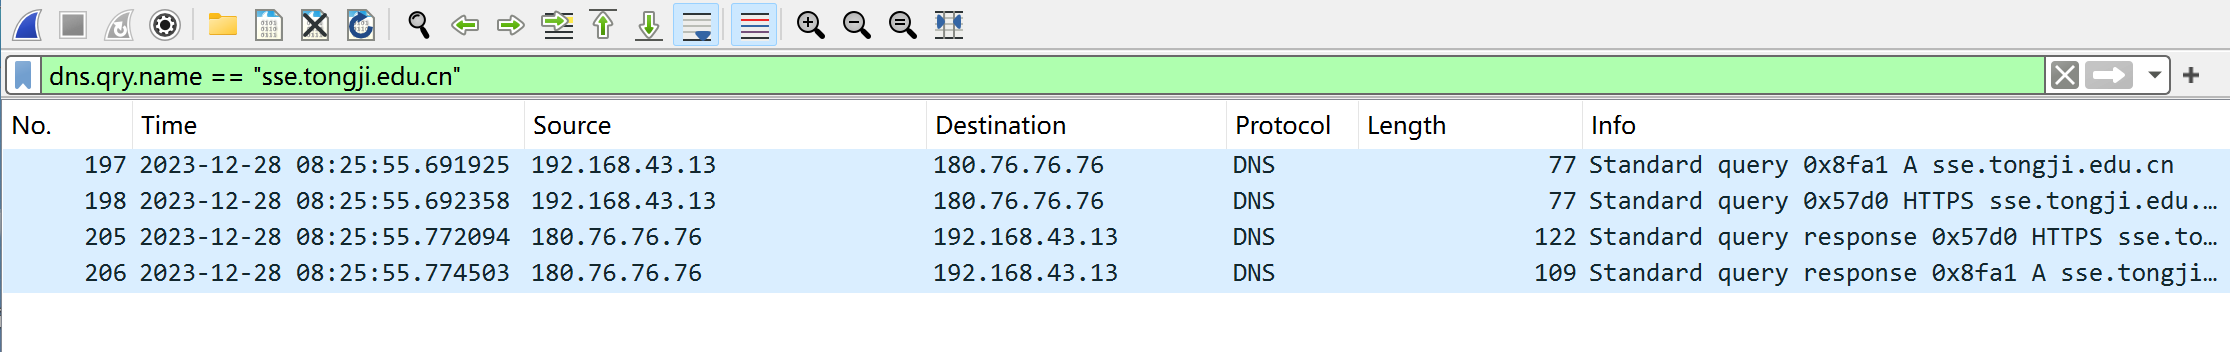 dns.qry.name == "sse.tongji.edu.cn"
No. Time Source Destination Protocol Length Info
197 2023-12-28 08:25:55.691925 192.168.43.13 180.76.76.76 DNS 77 Standard query 0x8fa1 A sse.tongji.edu.cn
198 2023-12-28 08:25:55.692358 192.168.43.13 180.76.76.76 DNS 77 Standard query 0x57d0 HTTPS sse.tongji.edu.…
205 2023-12-28 08:25:55.772094 180.76.76.76 192.168.43.13 DNS 122 Standard query response 0x57d0 HTTPS sse.to…
206 2023-12-28 08:25:55.774503 180.76.76.76 192.168.43.13 DNS 109 Standard query response 0x8fa1 A sse.tongji…